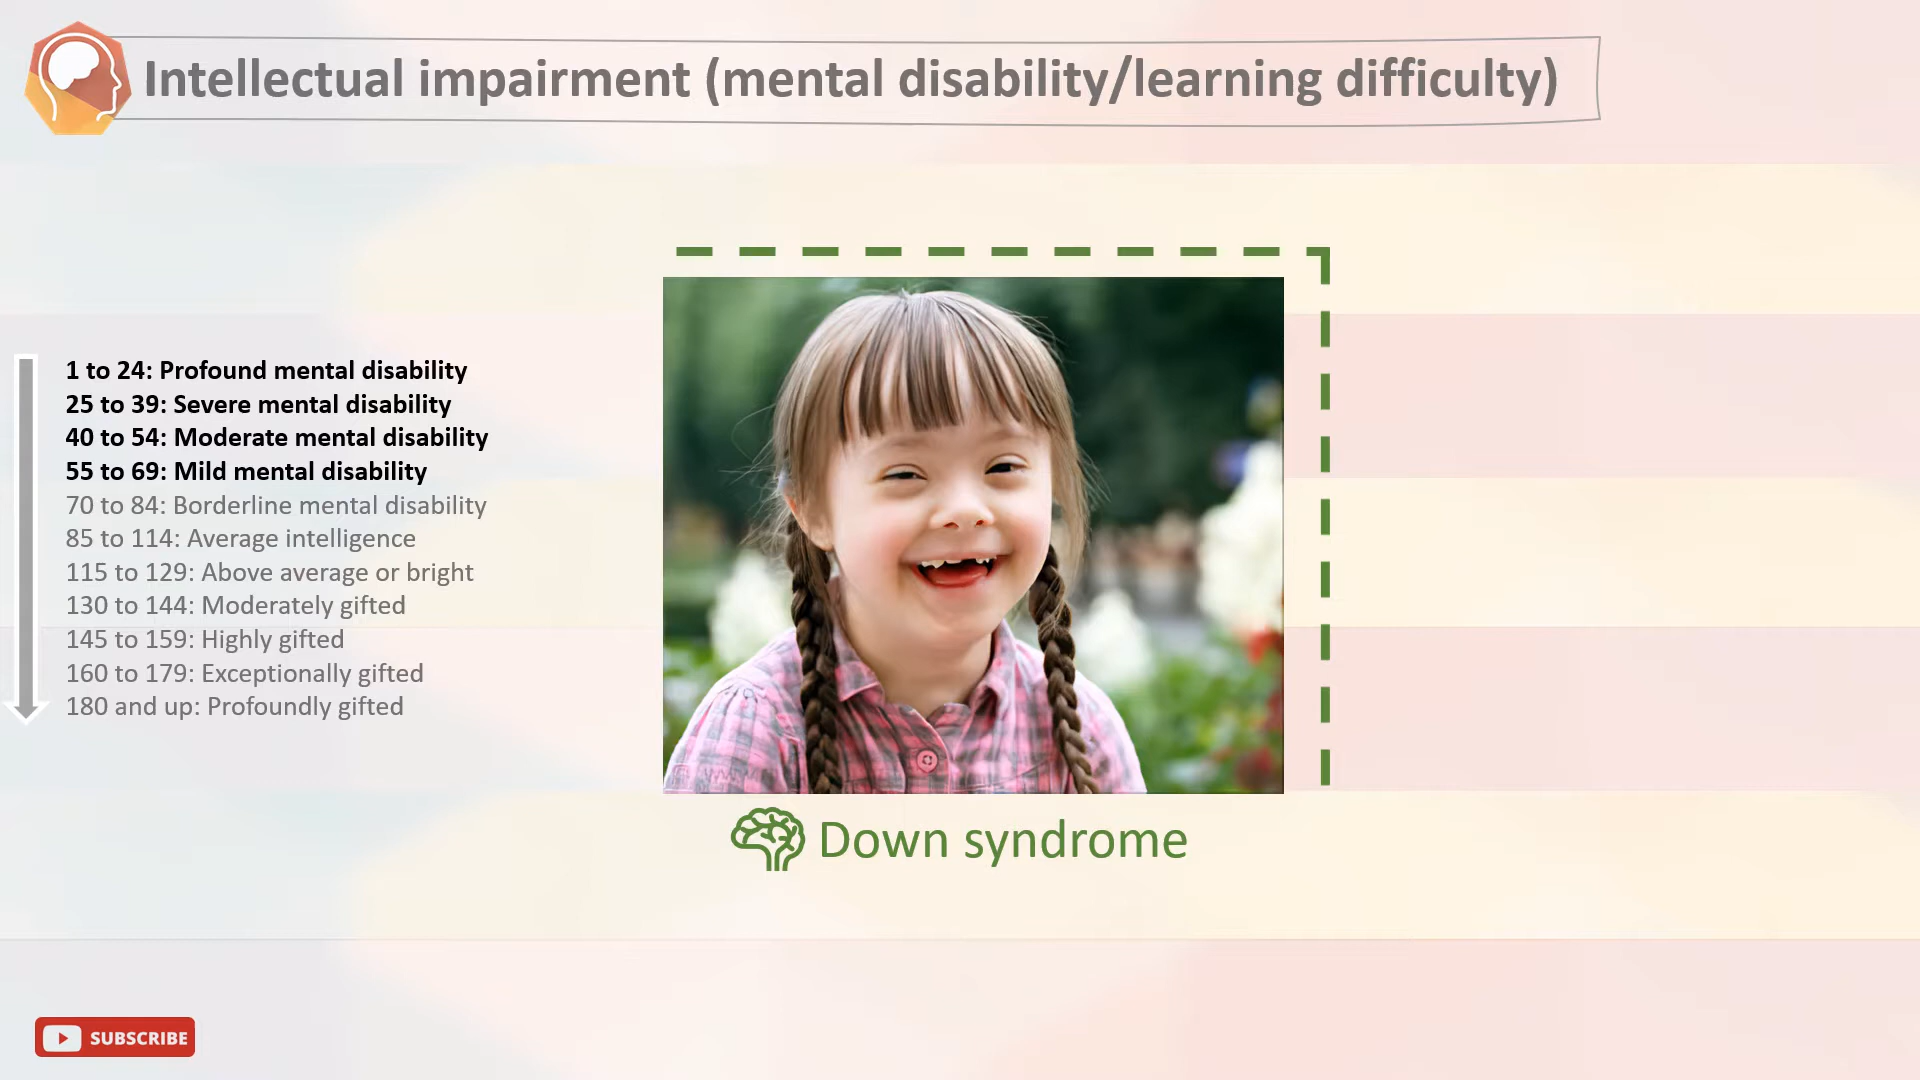 Intellectual impairment (mental disability/learning difficulty)
1 to 24: Profound mental disability
25 to 39: Severe mental disability
40 to 54: Moderate mental disability
55 to 69: Mild mental disability
70 to 84: Borderline mental disability
85 to 114: Average intelligence
115 to 129: Above average or bright
130 to 144: Moderately gifted
145 to 159: Highly gifted
160 to 179: Exceptionally gifted
180 and up: Profoundly gifted
Down syndrome
SUBSCRIBE